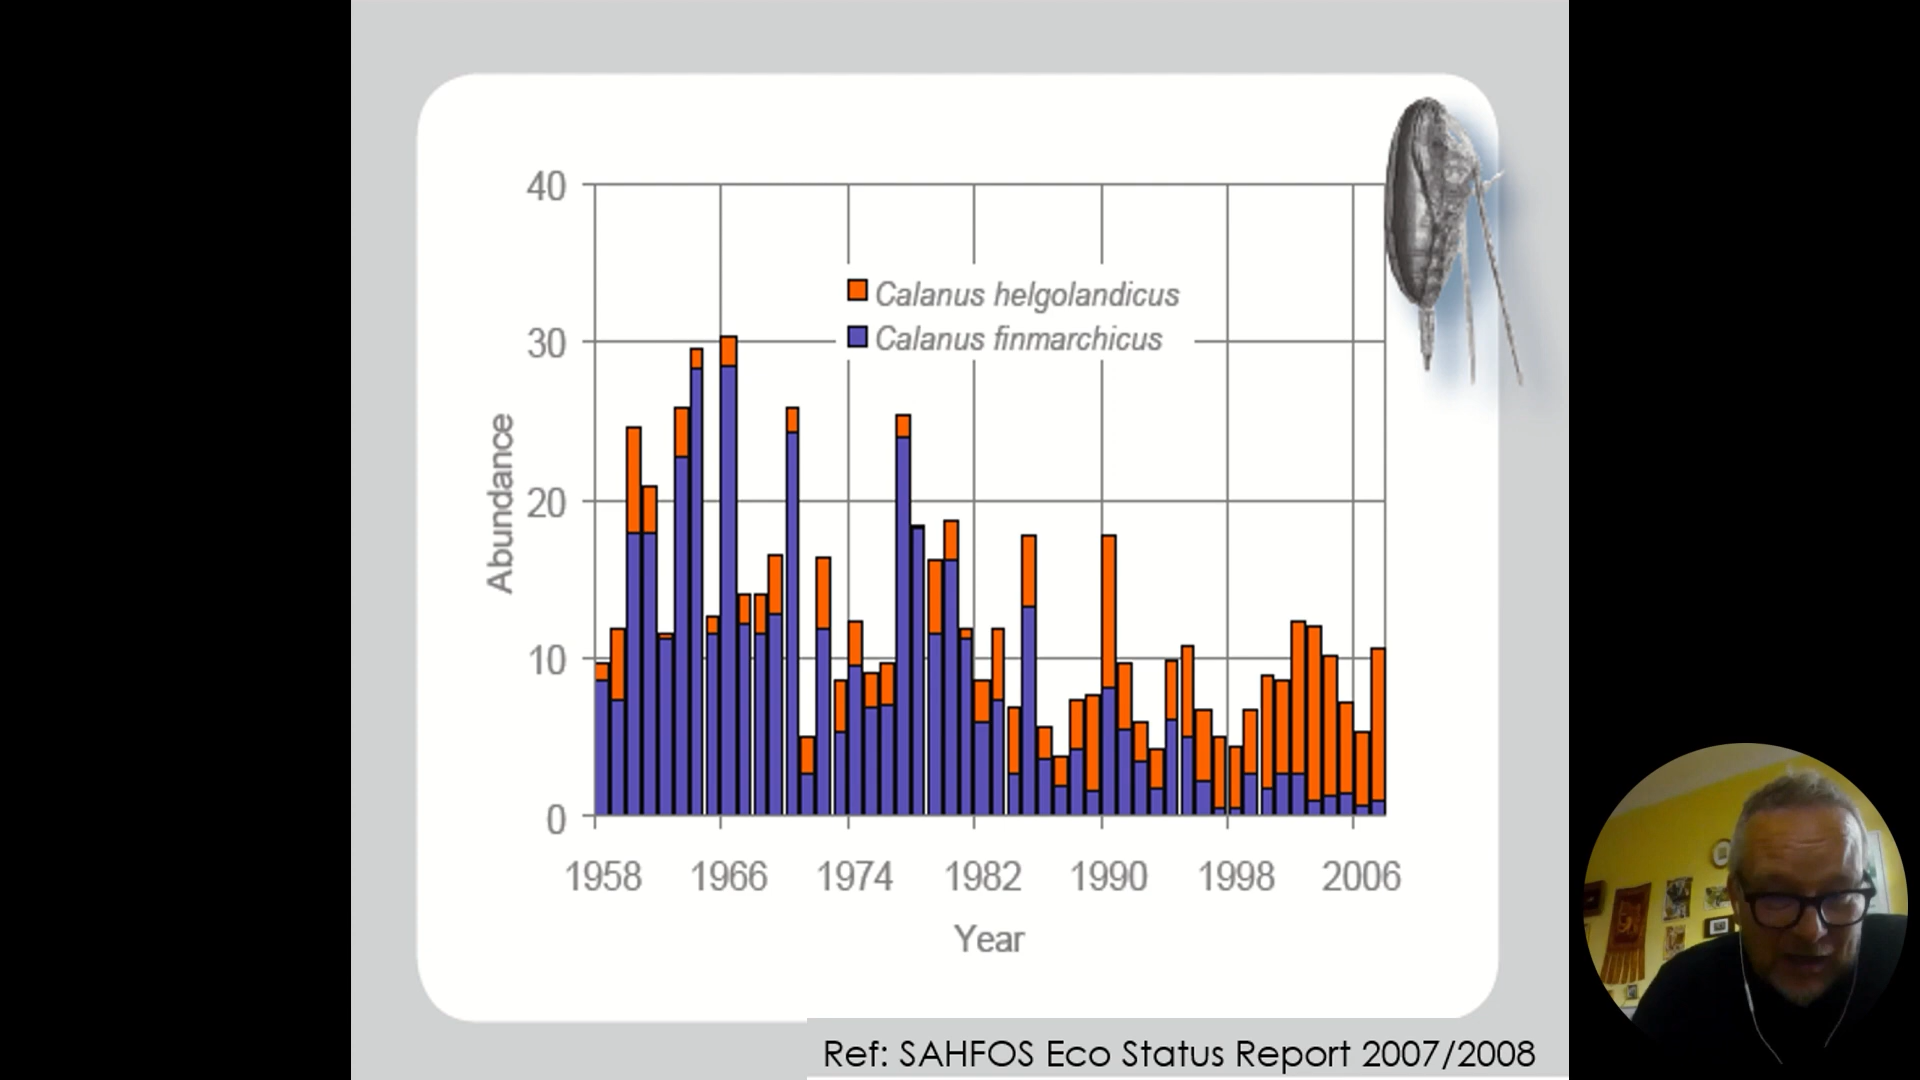 40
Calanus helgolandicus
30
Calanus finmarchicus
Abundance
20
10
0
1958 1966 1974 1982 1990 1998 2006
Year
Ref: SAHFOS Eco Status Report 2007/2008